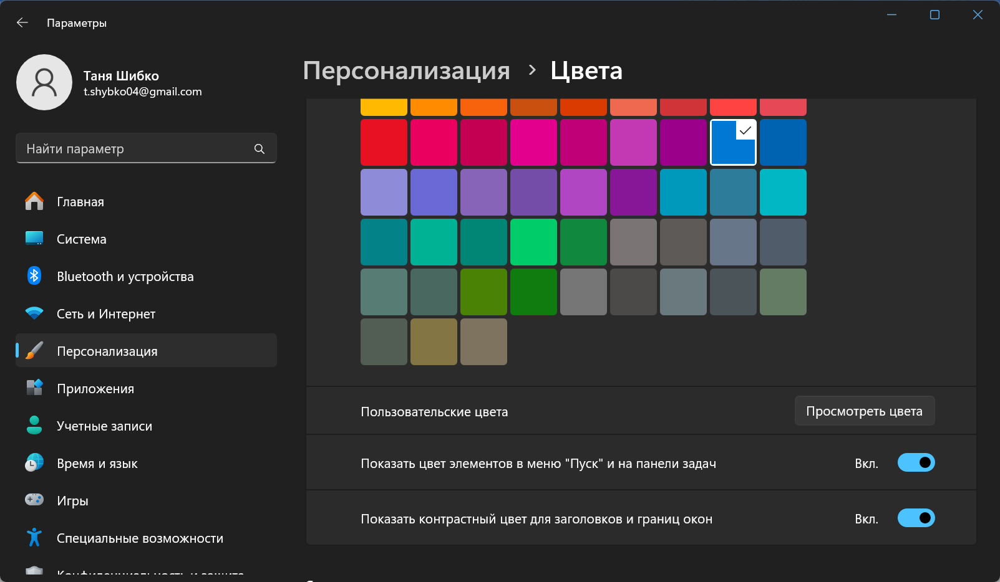 Параметры
Таня Шибко
t.shybko04@gmail.com
Найти параметр
Главная
Система
Bluetooth и устройства
Сеть и Интернет
Персонализация
Приложения
Учетные записи
Время и язык
Игры
Специальные возможности
Конфиденциальность и защита
Персонализация > Цвета
Пользовательские цвета
Просмотреть цвета
Показать цвет элементов в меню "Пуск" и на панели задач
Вкл.
Показать контрастный цвет для заголовков и границ окон
Вкл.